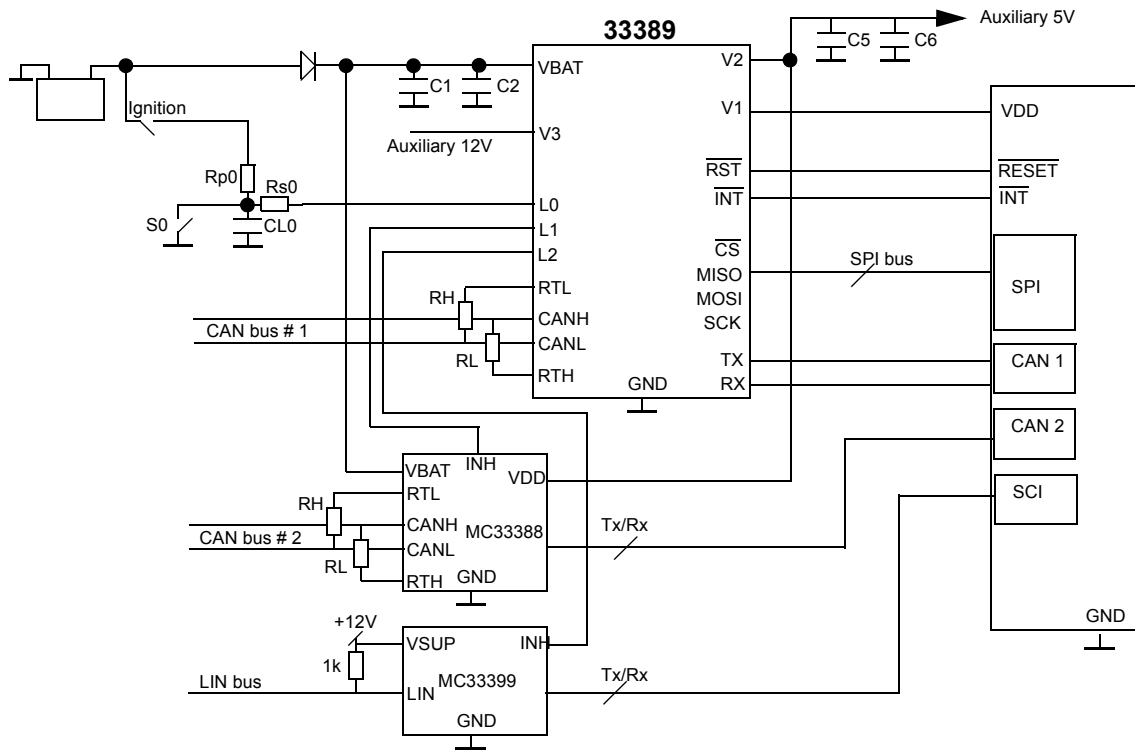 33389
Auxiliary 5V
C5
C6
VBAT
V2
C1
C2
Ignition
V1
VDD
V3
Auxiliary 12V
RST
RESET
Rp0
Rs0
INT
INT
L0
S0
CL0
L1
L2
CS
SPI bus
MISO
SPI
RTL
MOSI
RH
CANH
SCK
CAN bus # 1
CANL
RL
TX
CAN 1
RTH
GND
RX
CAN 2
INH
VBAT
VDD
RTL
SCI
RH
CANH
MC33388
Tx/Rx
CAN bus # 2
CANL
RL
RTH
GND
+12V
GND
VSUP
INH
1k
LIN bus
LIN
MC33399
Tx/Rx
GND